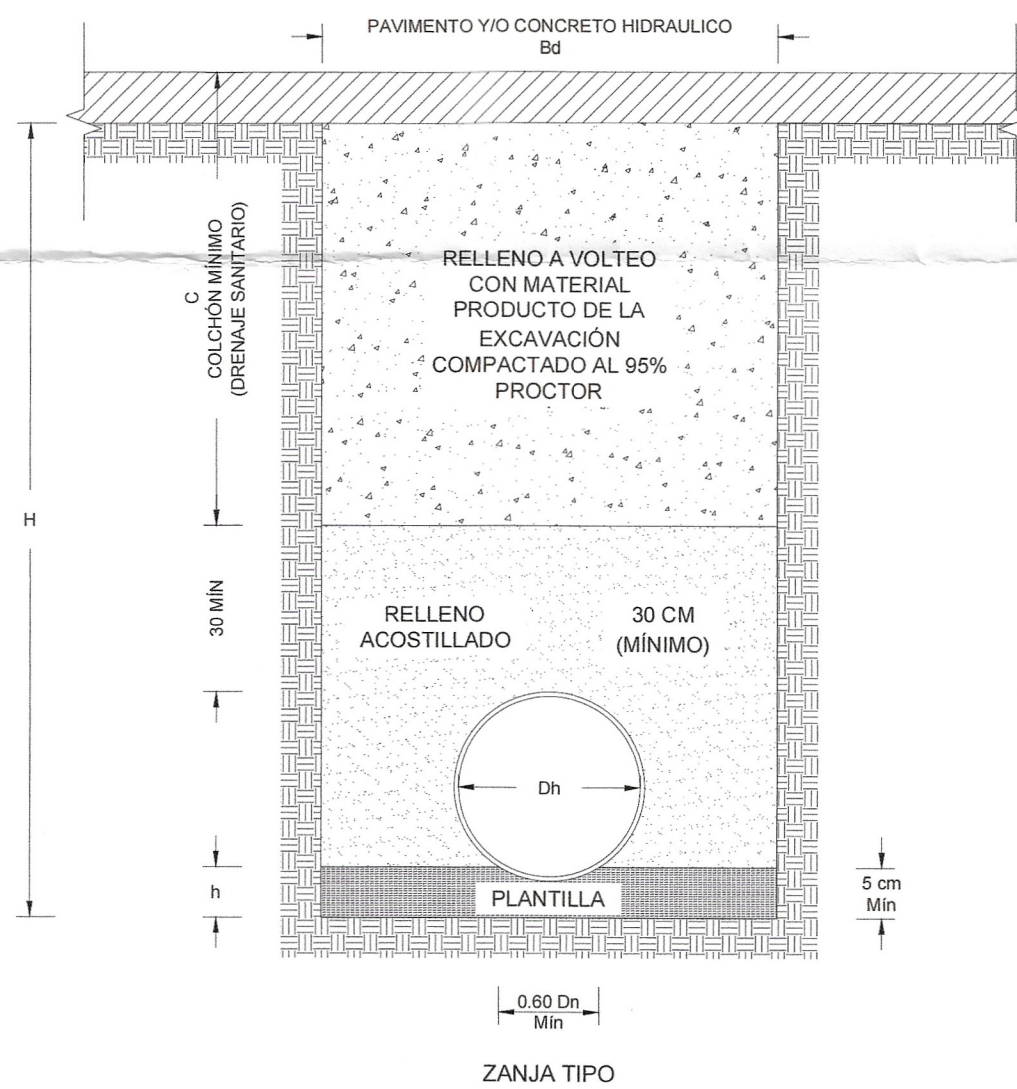 PAVIMENTO Y/O CONCRETO HIDRAULICO
Bd
C
COLCHÓN MÍNIMO
(DRENAJE SANITARIO)
RELLENO A VOLTEO
CON MATERIAL
PRODUCTO DE LA
EXCAVACIÓN
COMPACTADO AL 95%
PROCTOR
H
30 MÍN
RELLENO
ACOSTILLADO
30 CM
(MÍNIMO)
Dh
h
PLANTILLA
5 cm
Mín
0.60 Dn
Mín
ZANJA TIPO